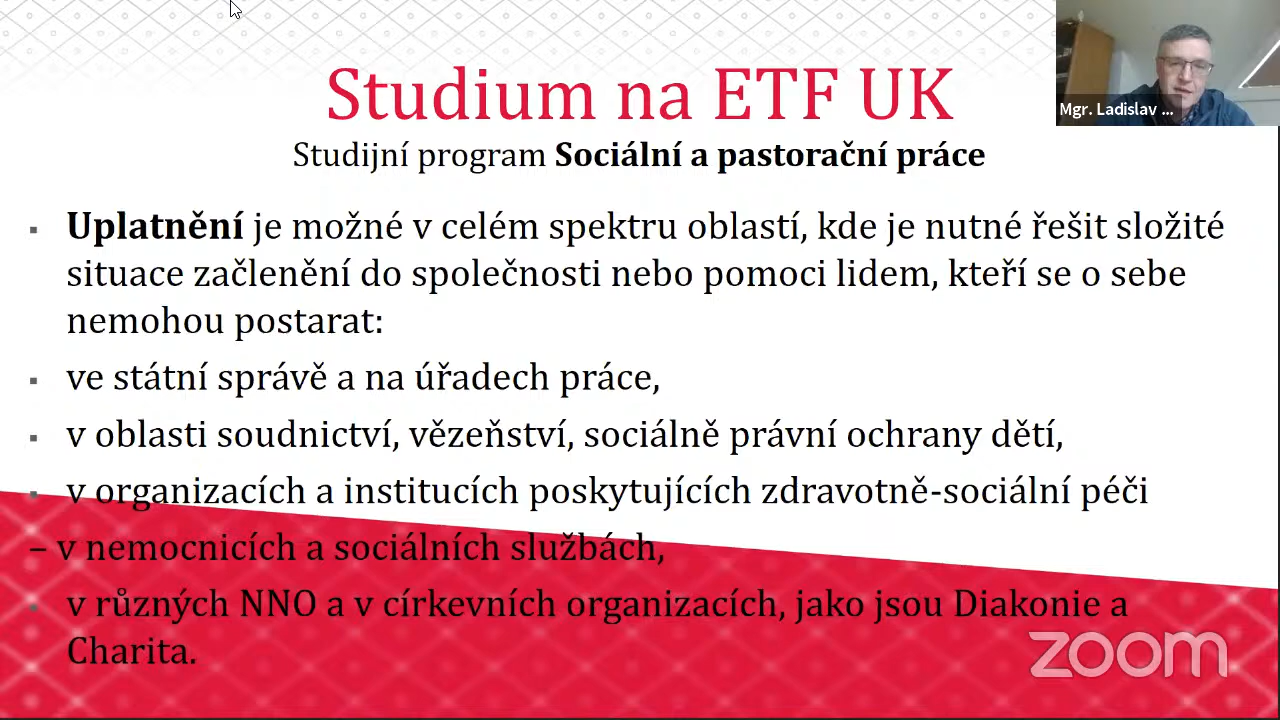 Studium na ETF UK
Mgr. Ladislav ...
Studijní program Sociální a pastorační práce
▪ Uplatnění je možné v celém spektru oblastí, kde je nutné řešit složité
situace začlenění do společnosti nebo pomoci lidem, kteří se o sebe
nemohou postarat:
▪ ve státní správě a na úřadech práce,
▪ v oblasti soudnictví, vězeňství, sociálně právní ochrany dětí,
▪ v organizacích a institucích poskytujících zdravotně-sociální péči
– v nemocnicích a sociálních službách,
▪ v různých NNO a v církevních organizacích, jako jsou Diakonie a
Charita.
zoom